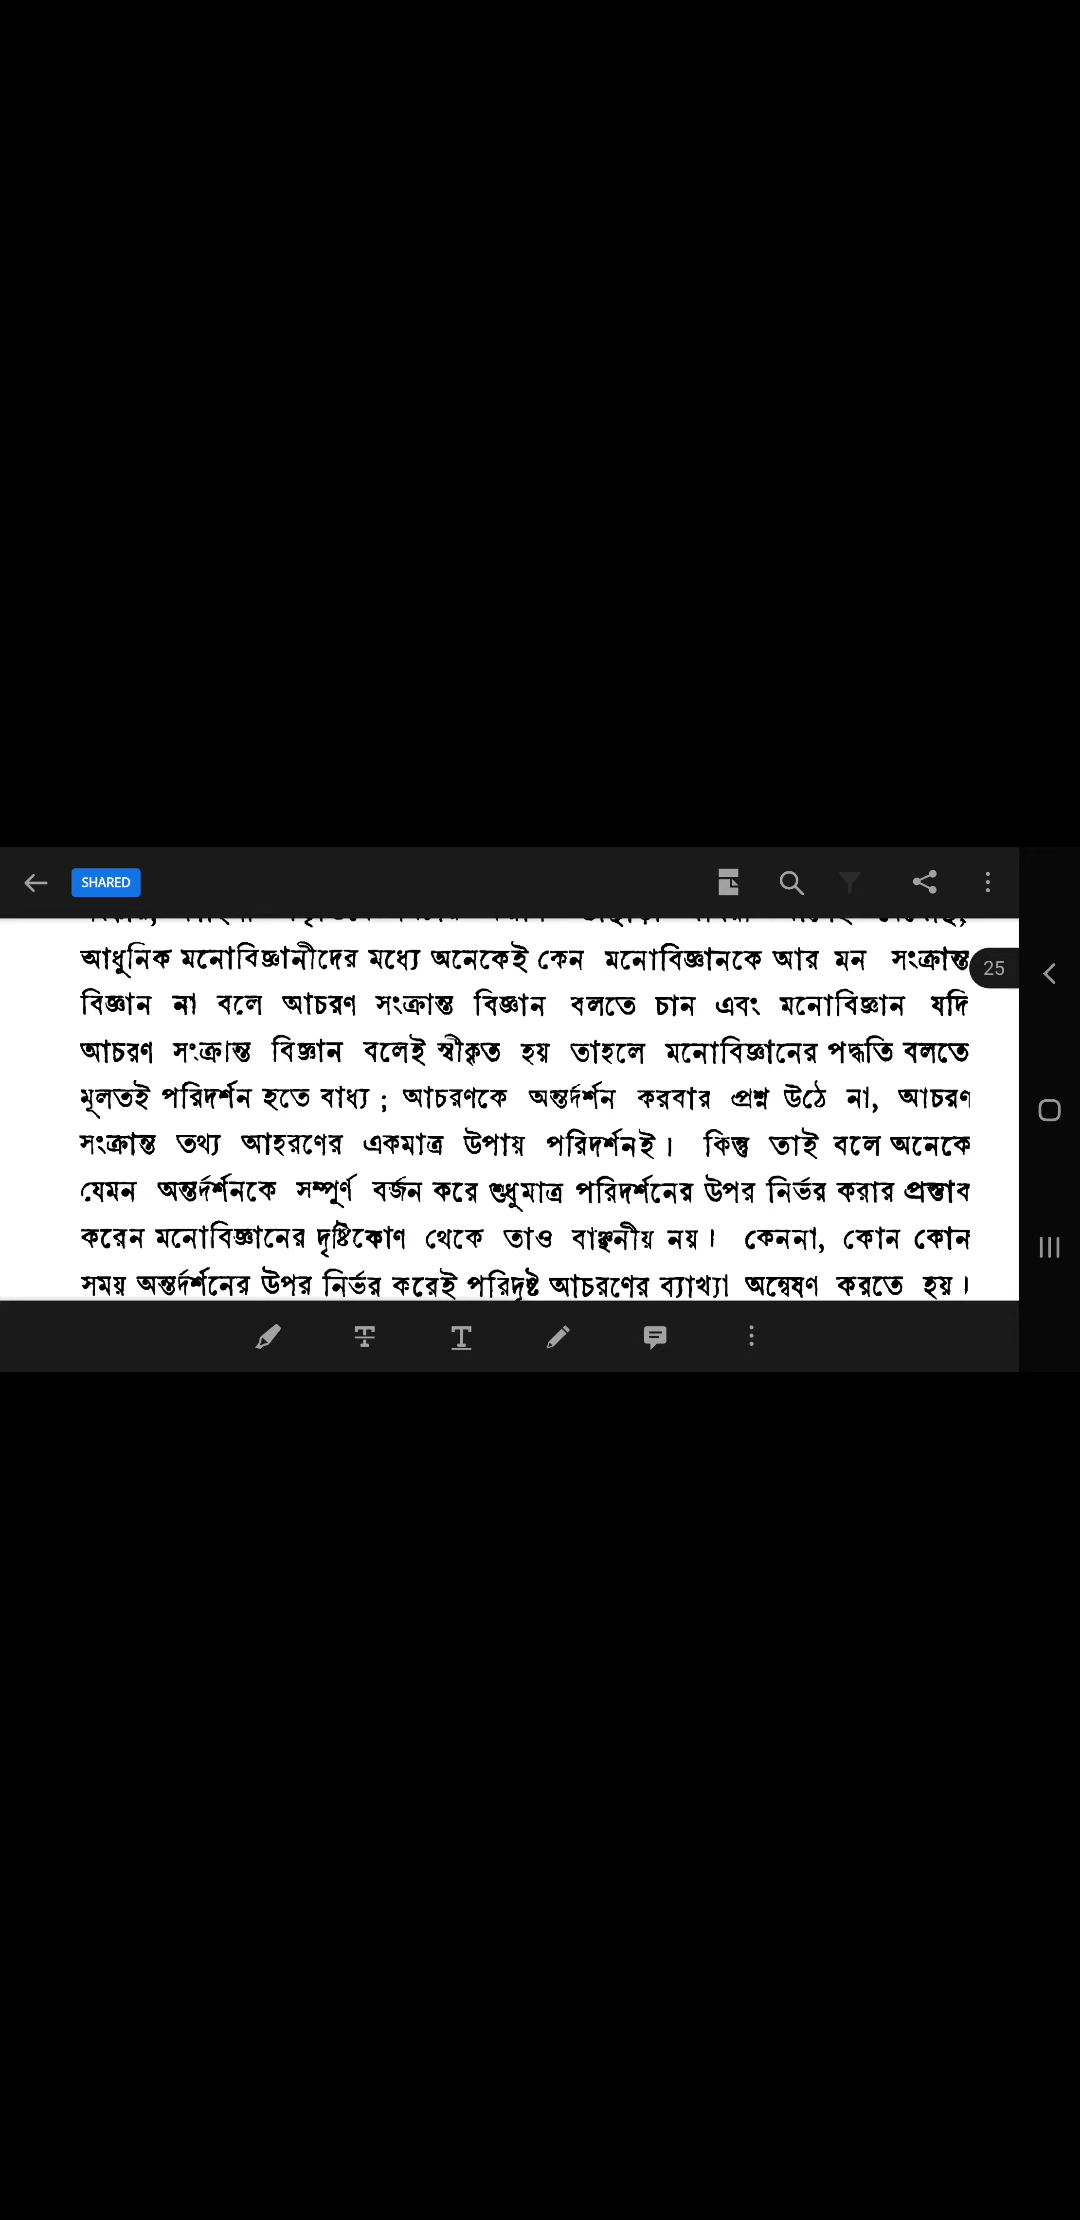 SHARED
আধুনিক মনোবিজ্ঞানীদের মধ্যে অনেকেই কেন মনোবিজ্ঞানকে আর মন সংক্রান্ত
25
বিজ্ঞান না বলে আচরণ সংক্রান্ত বিজ্ঞান বলতে চান এবং মনোবিজ্ঞান যদি
আচরণ সংক্রান্ত বিজ্ঞান বলেই স্বীকৃত হয় তাহলে মনোবিজ্ঞানের পদ্ধতি বলতে
মূলতই পরিদর্শন হতে বাধ্য ; আচরণকে অন্তর্দর্শন করবার প্রশ্ন উঠে না, আচরণ
সংক্রান্ত তথ্য আহরণের একমাত্র উপায় পরিদর্শনই। কিন্তু তাই বলে অনেকে
যেমন অন্তর্দর্শনকে সম্পূর্ণ বর্জন করে শুধুমাত্র পরিদর্শনের উপর নির্ভর করার প্রস্তাব
করেন মনোবিজ্ঞানের দৃষ্টিকোণ থেকে তাও বাঞ্ছনীয় নয়। কেননা, কোন কোন
সময় অন্তর্দর্শনের উপর নির্ভর করেই পরিদৃষ্ট আচরণের ব্যাখ্যা অন্বেষণ করতে হয়।